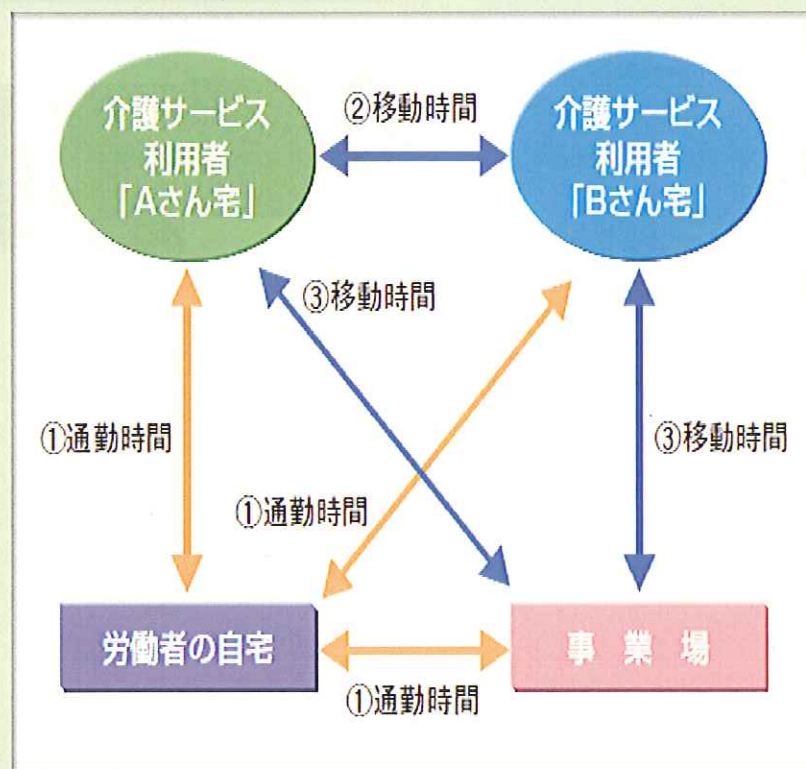 介護サービス
利用者
「Aさん宅」
②移動時間
介護サービス
利用者
「Bさん宅」
③移動時間
①通勤時間
③移動時間
①通勤時間
労働者の自宅
事業場
①通勤時間